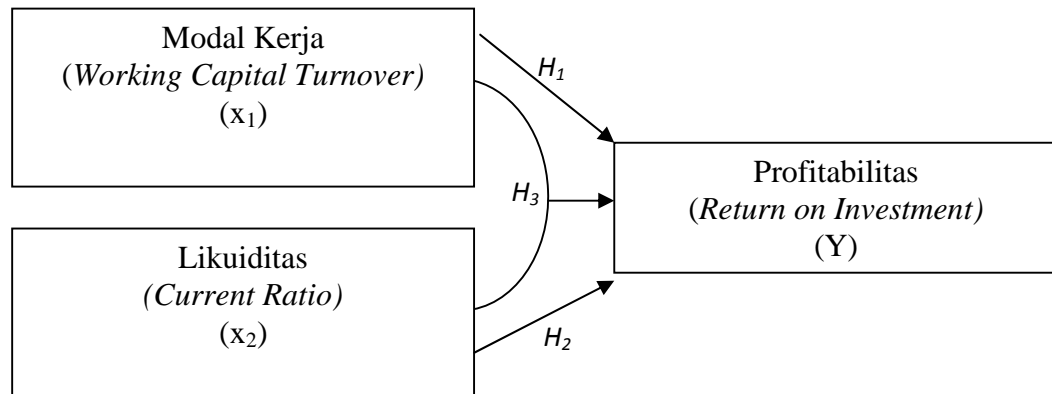 Modal Kerja
(Working Capital Turnover)
(x₁)
H₁
Profitabilitas
(Return on Investment)
(Y)
H₃
Likuiditas
(Current Ratio)
(x₂)
H₂